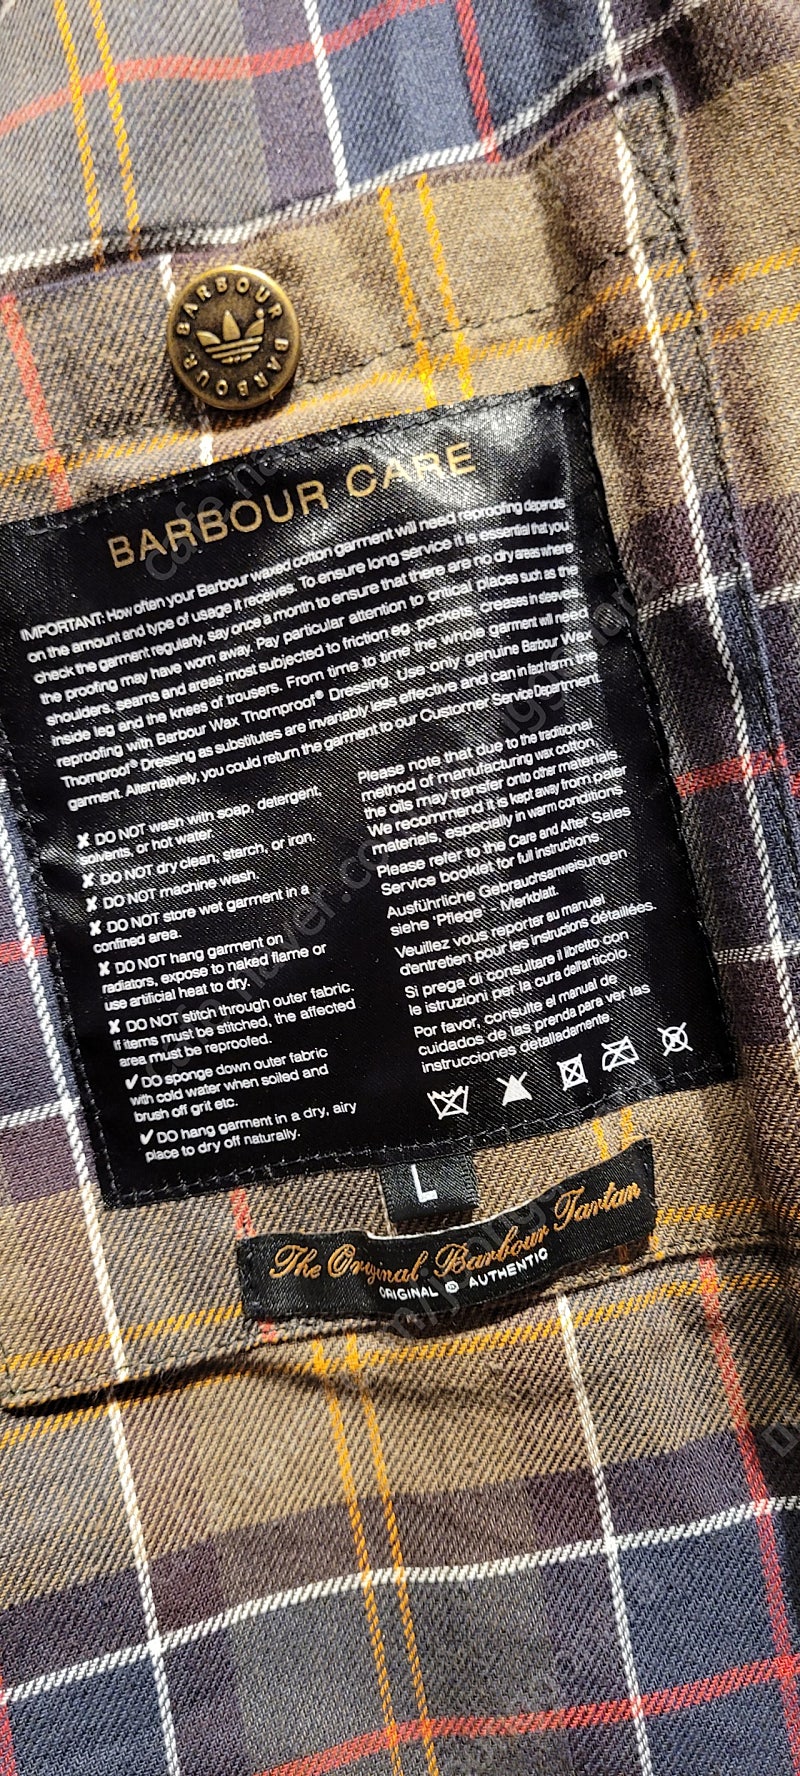 BARBOUR BARBOUR
BARBOUR CARE
IMPORTANT: How often your Barbour waxed cotton garment will need reproofing depends
on the amount and type of usage it receives. To ensure long service it is essential that you
check the garment regularly, say once a month to ensure that there are no dry areas where
the proofing may have worn away. Pay particular attention to critical places such as the
shoulders, seams and areas most subjected to friction eg. pockets, creases in sleeves,
inside leg and the knees of trousers. From time to time the whole garment will need
reproofing with Barbour Wax Thornproof® Dressing. Use only genuine Barbour Wax
Thornproof® Dressing as substitutes are invariably less effective and can in fact harm the
garment. Alternatively, you could return the garment to our Customer Service Department.
✘ DO NOT wash with soap, detergent,
solvents, or hot water.
✘ DO NOT dry clean, starch, or iron.
✘ DO NOT machine wash.
✘ DO NOT store wet garment in a
confined area.
✘ DO NOT hang garment on
radiators, expose to naked flame or
use artificial heat to dry.
✘ DO NOT stitch through outer fabric.
If items must be stitched, the affected
area must be reproofed.
✔ DO sponge down outer fabric
with cold water when soiled and
brush off grit etc.
✔ DO hang garment in a dry, airy
place to dry off naturally.
Please note that due to the traditional
method of manufacturing wax cotton,
the oils may transfer onto other materials
We recommend it is kept away from paler
materials, especially in warm conditions.
Please refer to the Care and After Sales
Service booklet for full instructions.
Ausführliche Gebrauchsanweisungen
siehe 'Pflege' - Merkblatt.
Veuillez vous reporter au manuel
d'entretien pour les instructions détaillées.
Si prega di consultare il libretto con
le istruzioni per la cura dell'articolo.
Por favor, consulte el manual de
cuidados de las prenda para ver las
instrucciones detalladamente.
L
The Original Barbour Tartan
ORIGINAL AUTHENTIC